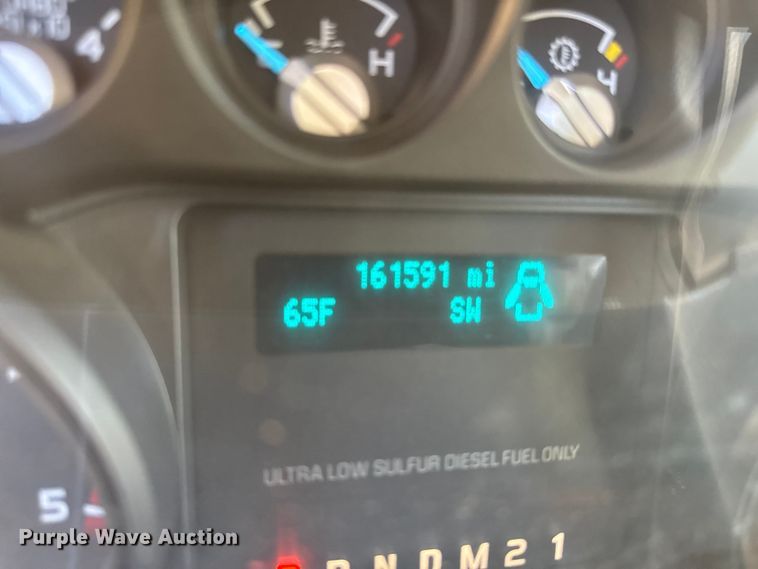 4
H
161591 mi
65F SW
ULTRA LOW SULFUR DIESEL FUEL ONLY
5
Purple Wave Auction
R N D M 2 1